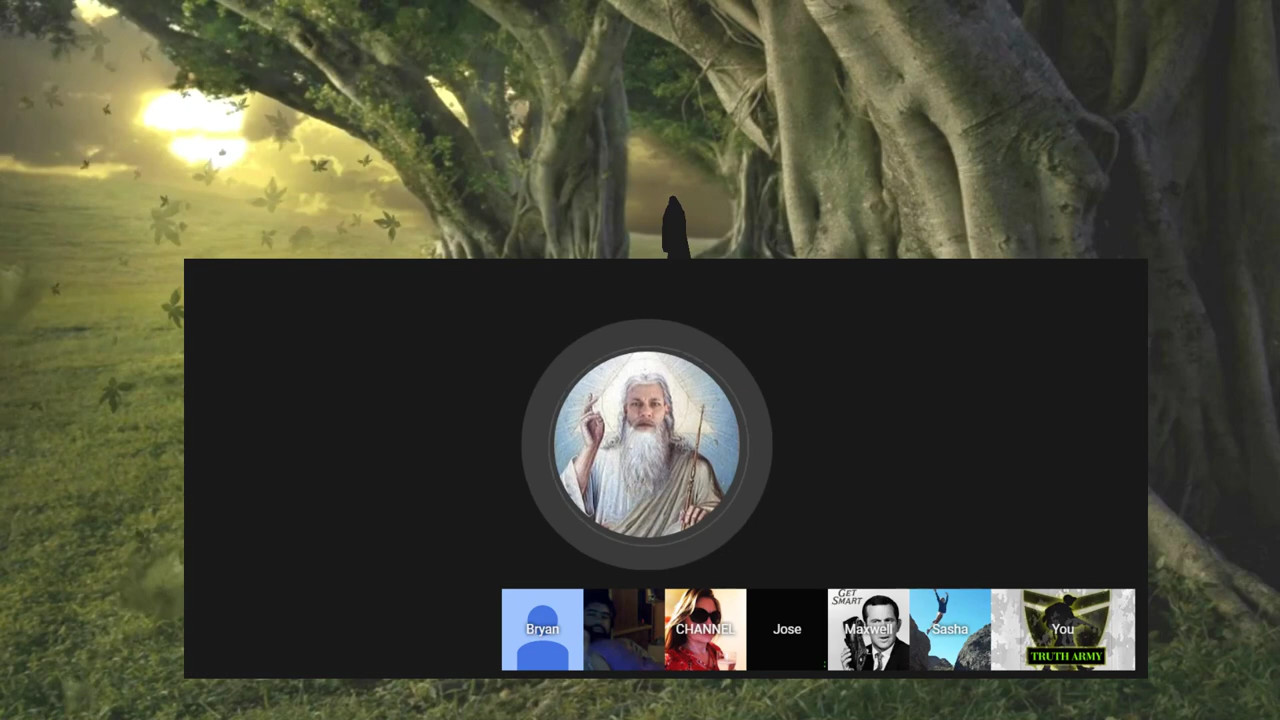 GET
SMART
Bryan
CHANNEL
Jose
Maxwell
Sasha
You
TRUTH ARMY